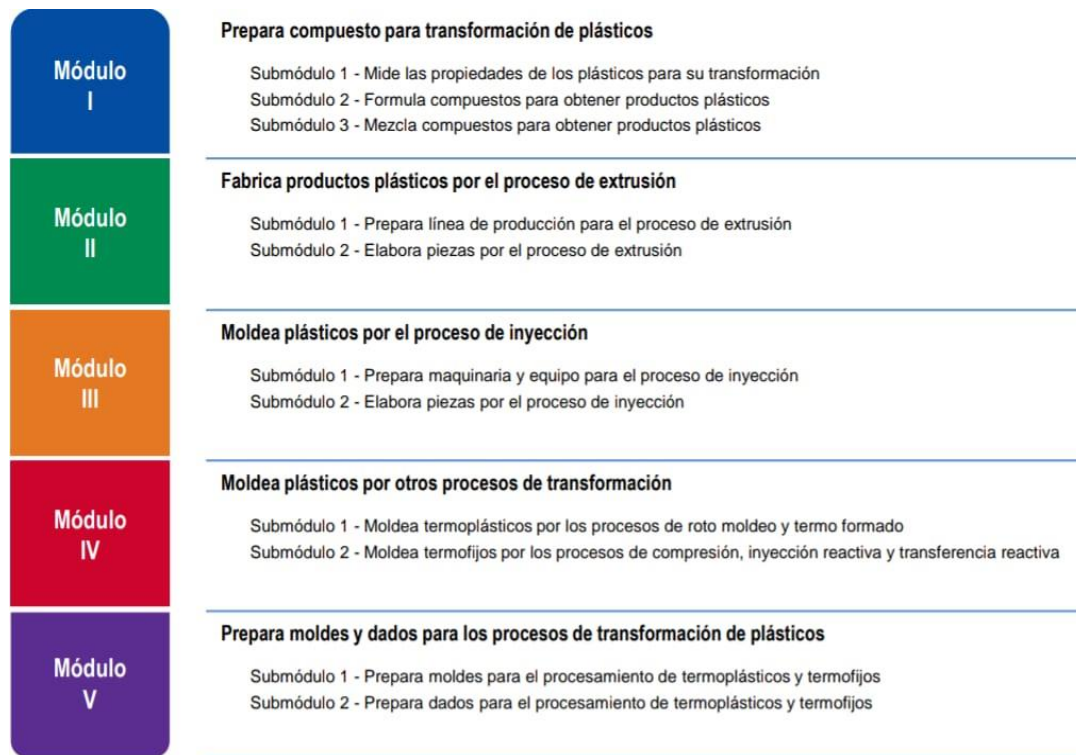 Módulo
I
Prepara compuesto para transformación de plásticos
Submódulo 1 - Mide las propiedades de los plásticos para su transformación
Submódulo 2 - Formula compuestos para obtener productos plásticos
Submódulo 3 - Mezcla compuestos para obtener productos plásticos
Módulo
II
Fabrica productos plásticos por el proceso de extrusión
Submódulo 1 - Prepara línea de producción para el proceso de extrusión
Submódulo 2 - Elabora piezas por el proceso de extrusión
Módulo
III
Moldea plásticos por el proceso de inyección
Submódulo 1 - Prepara maquinaria y equipo para el proceso de inyección
Submódulo 2 - Elabora piezas por el proceso de inyección
Módulo
IV
Moldea plásticos por otros procesos de transformación
Submódulo 1 - Moldea termoplásticos por los procesos de roto moldeo y termo formado
Submódulo 2 - Moldea termofijos por los procesos de compresión, inyección reactiva y transferencia reactiva
Módulo
V
Prepara moldes y dados para los procesos de transformación de plásticos
Submódulo 1 - Prepara moldes para el procesamiento de termoplásticos y termofijos
Submódulo 2 - Prepara dados para el procesamiento de termoplásticos y termofijos